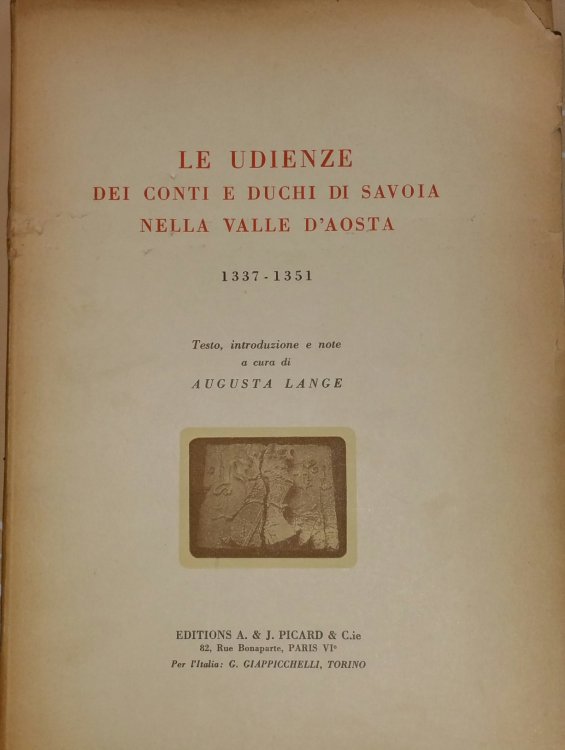 LE UDIENZE
DEI CONTI E DUCHI DI SAVOIA
NELLA VALLE D'AOSTA
1337 - 1351
Testo, introduzione e note
a cura di
AUGUSTA LANGE
EDITIONS A. & J. PICARD & C.ie
82, Rue Bonaparte, PARIS VIe
Per l'Italia: G. GIAPPICCHELLI, TORINO